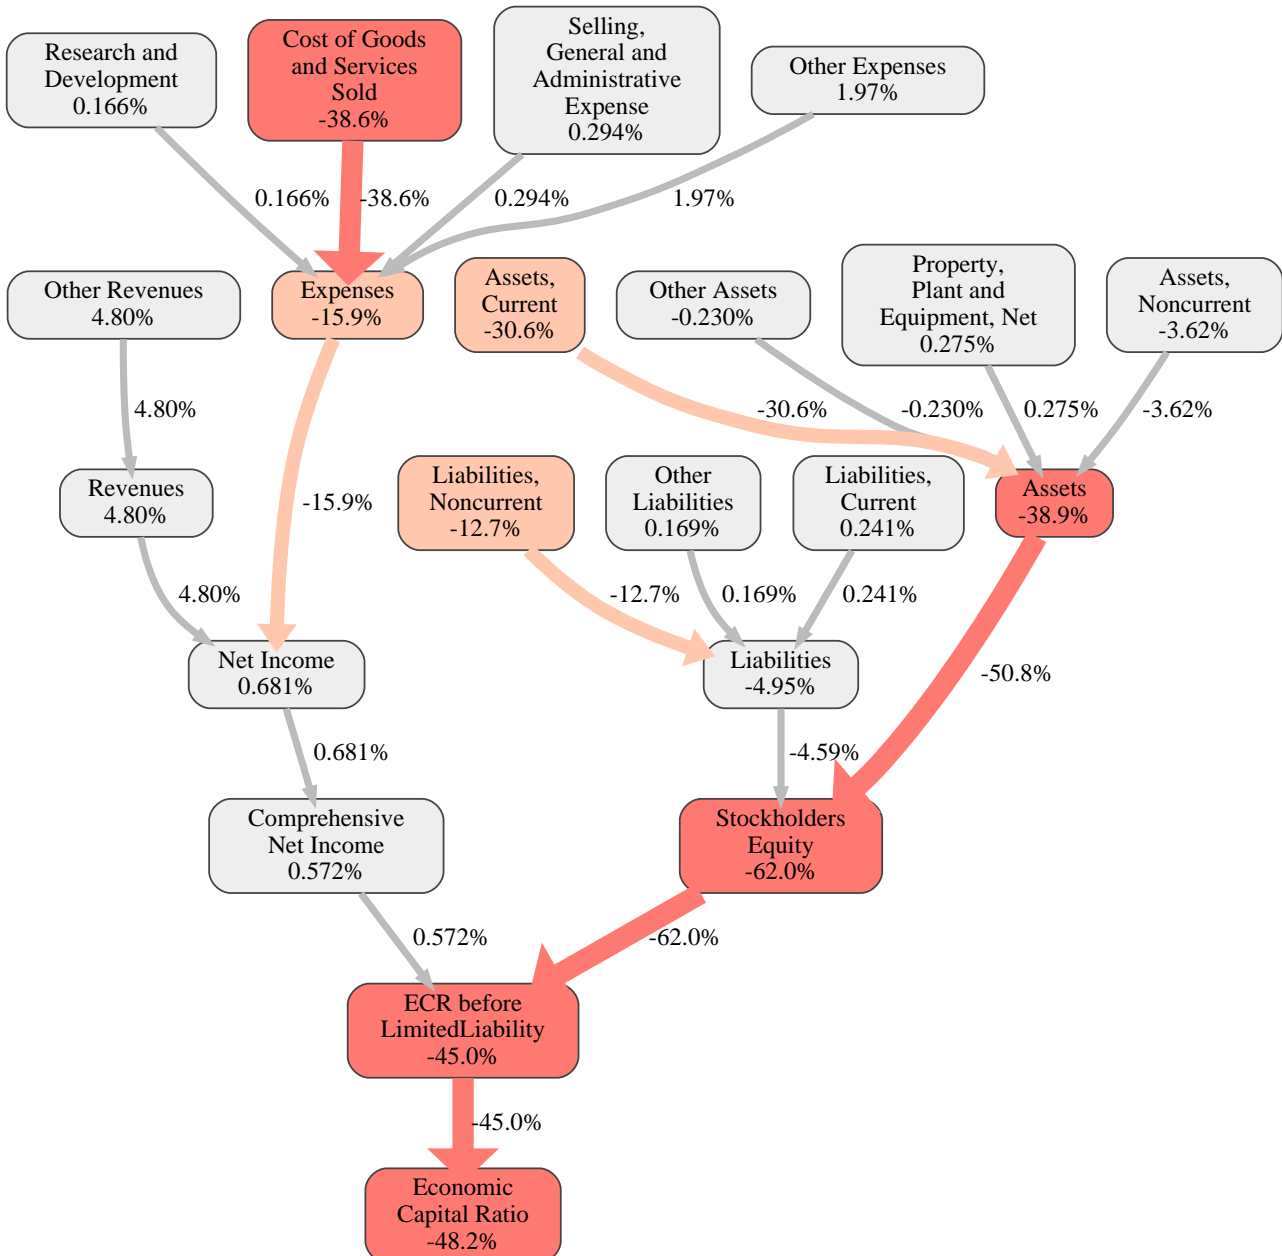 Research and
Development
0.166%
Cost of Goods
and Services
Sold
-38.6%
Selling,
General and
Administrative
Expense
0.294%
Other Expenses
1.97%
0.166%
-38.6%
0.294%
1.97%
Other Revenues
4.80%
Expenses
-15.9%
Assets,
Current
-30.6%
Other Assets
-0.230%
Property,
Plant and
Equipment, Net
0.275%
Assets,
Noncurrent
-3.62%
4.80%
-30.6%
-0.230%
0.275%
-3.62%
Revenues
4.80%
-15.9%
Liabilities,
Noncurrent
-12.7%
Other
Liabilities
0.169%
Liabilities,
Current
0.241%
Assets
-38.9%
4.80%
-12.7%
0.169%
0.241%
Net Income
0.681%
Liabilities
-4.95%
-50.8%
0.681%
-4.59%
Comprehensive
Net Income
0.572%
Stockholders
Equity
-62.0%
0.572%
-62.0%
ECR before
LimitedLiability
-45.0%
-45.0%
Economic
Capital Ratio
-48.2%